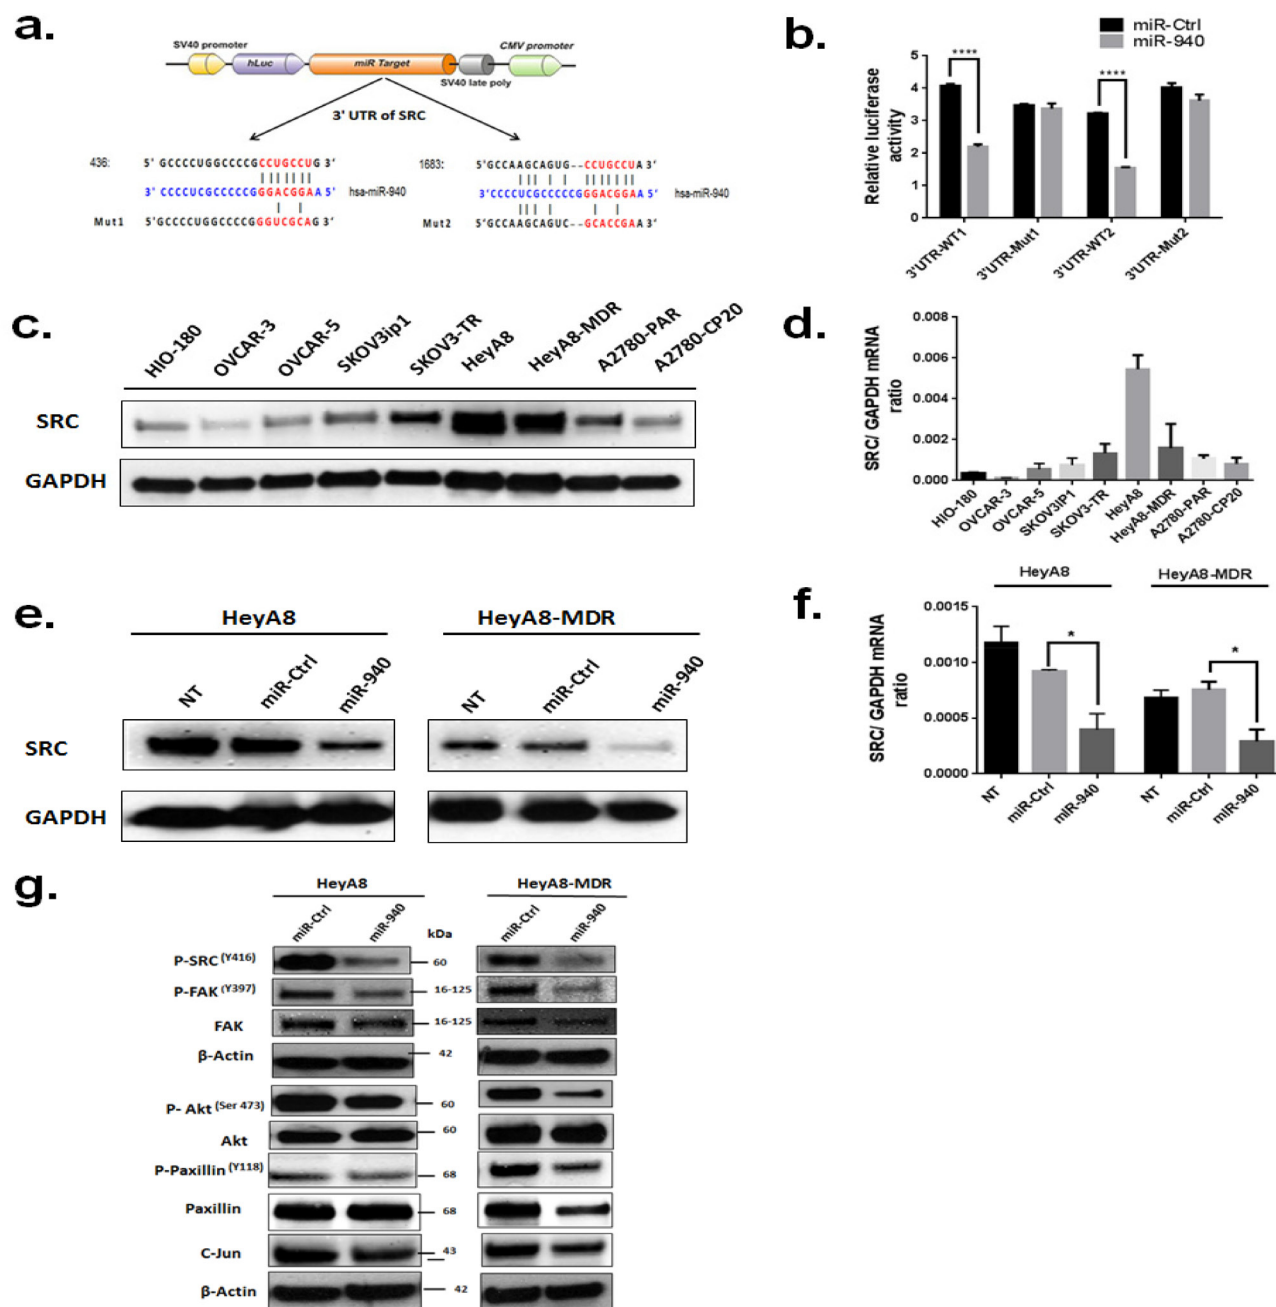 a.
SV40 promoter
hLuc
miR Target
CMV promoter
SV40 late poly
3' UTR of SRC
436: 5' GCCCCUGGCCCCGCCUGCCUG 3'
3' CCCCUCGCCCCCGGGACGGAA 5' hsa-miR-940
Mut1 5'GCCCCUGGCCCCGGGUCGCAG 3'
1683: 5'GCCAAGCAGUG--CCUGCCUA 3'
3'CCCCUCGCCCCCGGGACGGAA 5' hsa-miR-940
Mut2 5'GCCAAGCAGUC--GCACCGAA 3'
b.
miR-Ctrl
miR-940
Relative luciferase activity
5
4
3
2
1
0
****
****
3'UTR-WT1
3'UTR-Mut1
3'UTR-WT2
3'UTR-Mut2
c.
HIO-180
OVCAR-3
OVCAR-5
SKOV3ip1
SKOV3-TR
HeyA8
HeyA8-MDR
A2780-PAR
A2780-CP20
SRC
GAPDH
d.
SRC/ GAPDH mRNA ratio
0.008
0.006
0.004
0.002
0.000
HIO-180
OVCAR-3
OVCAR-5
SKOV3IP1
SKOV3-TR
HeyA8
HeyA8-MDR
A2780-PAR
A2780-CP20
e.
HeyA8
HeyA8-MDR
NT
miR-Ctrl
miR-940
NT
miR-Ctrl
miR-940
SRC
GAPDH
f.
HeyA8
HeyA8-MDR
SRC/ GAPDH mRNA ratio
0.0015
0.0010
0.0005
0.0000
*
*
NT
miR-Ctrl
miR-940
NT
miR-Ctrl
miR-940
g.
HeyA8
HeyA8-MDR
miR-Ctrl
miR-940
kDa
miR-Ctrl
miR-940
P-SRC (Y416) 60
P-FAK (Y397) 16-125
FAK 16-125
β-Actin 42
P- Akt (Ser 473) 60
Akt 60
P-Paxillin (Y118) 68
Paxillin 68
C-Jun 43
β-Actin 42